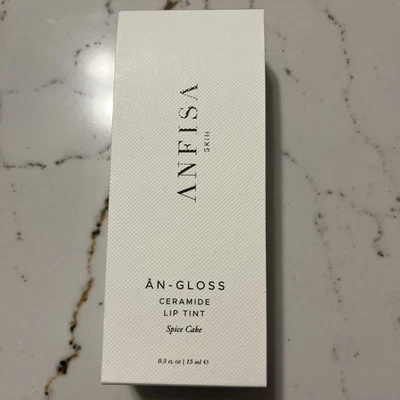 ANFISA
SKIN
ÂN-GLOSS
CERAMIDE
LIP TINT
Spice Cake
0.5 fl. oz | 15 ml ℮